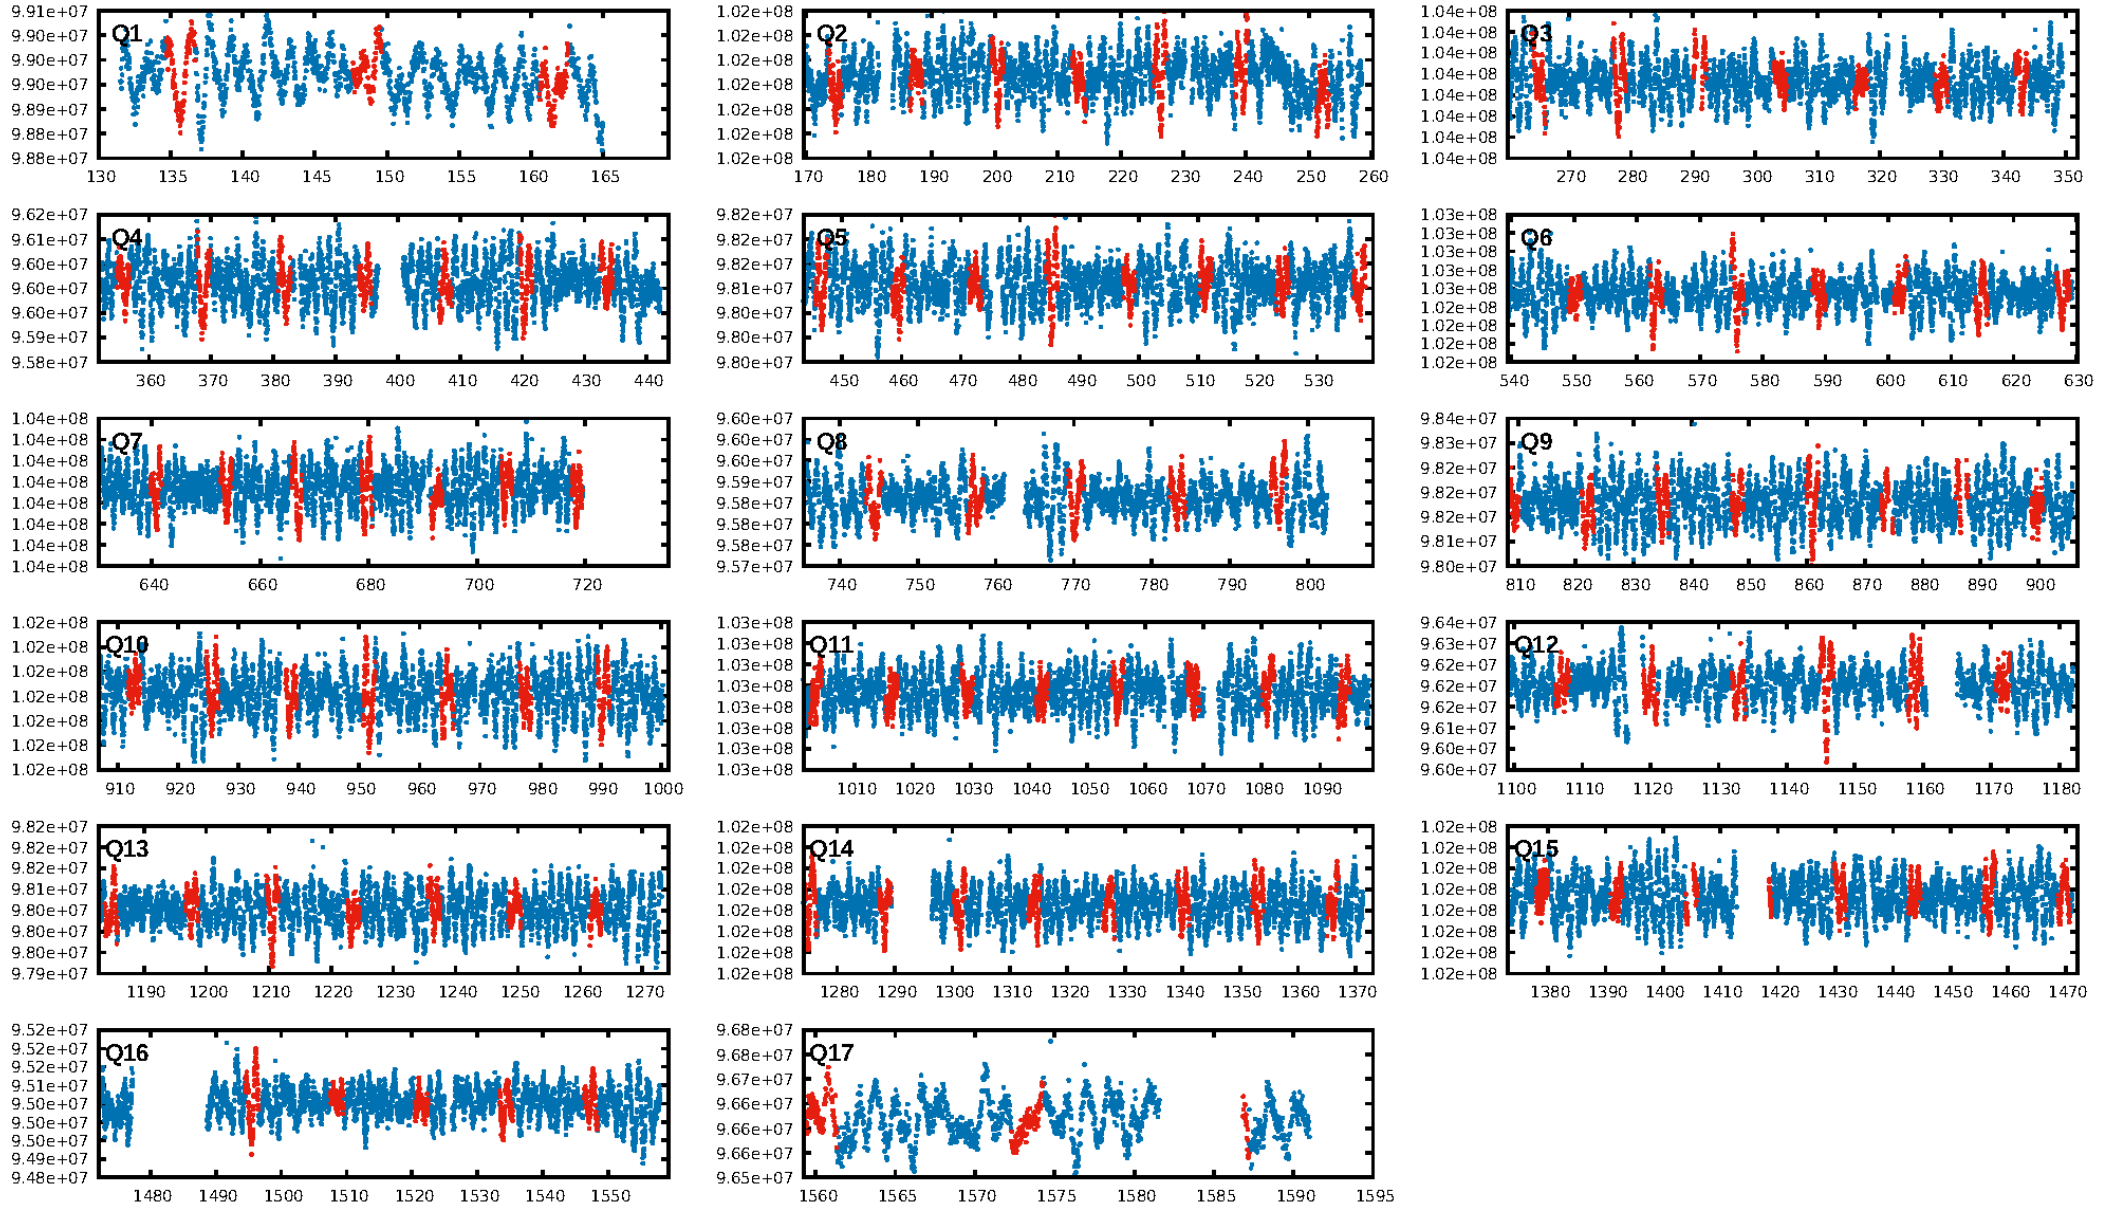 9.91e+07 9.90e+07 9.90e+07 9.90e+07 9.89e+07 9.88e+07 9.88e+07
Q1
130 135 140 145 150 155 160 165
1.02e+08 1.02e+08 1.02e+08 1.02e+08 1.02e+08 1.02e+08 1.02e+08
Q2
170 180 190 200 210 220 230 240 250 260
1.04e+08 1.04e+08 1.04e+08 1.04e+08 1.04e+08 1.04e+08 1.04e+08 1.04e+08
Q3
270 280 290 300 310 320 330 340 350
9.62e+07 9.61e+07 9.60e+07 9.60e+07 9.60e+07 9.59e+07 9.58e+07
Q4
360 370 380 390 400 410 420 430 440
9.82e+07 9.82e+07 9.82e+07 9.81e+07 9.80e+07 9.80e+07 9.80e+07
Q5
450 460 470 480 490 500 510 520 530
1.03e+08 1.03e+08 1.03e+08 1.03e+08 1.03e+08 1.02e+08 1.02e+08 1.02e+08 1.02e+08
Q6
540 550 560 570 580 590 600 610 620 630
1.04e+08 1.04e+08 1.04e+08 1.04e+08 1.04e+08 1.04e+08 1.04e+08 1.04e+08
Q7
640 660 680 700 720
9.60e+07 9.60e+07 9.60e+07 9.59e+07 9.58e+07 9.58e+07 9.58e+07 9.57e+07
Q8
740 750 760 770 780 790 800
9.84e+07 9.83e+07 9.82e+07 9.82e+07 9.82e+07 9.81e+07 9.80e+07
Q9
810 820 830 840 850 860 870 880 890 900
1.02e+08 1.02e+08 1.02e+08 1.02e+08 1.02e+08 1.02e+08 1.02e+08
Q10
910 920 930 940 950 960 970 980 990 1000
1.03e+08 1.03e+08 1.03e+08 1.03e+08 1.03e+08 1.03e+08 1.03e+08 1.03e+08
Q11
1010 1020 1030 1040 1050 1060 1070 1080 1090
9.64e+07 9.63e+07 9.62e+07 9.62e+07 9.62e+07 9.61e+07 9.60e+07 9.60e+07
Q12
1100 1110 1120 1130 1140 1150 1160 1170 1180
9.82e+07 9.82e+07 9.81e+07 9.81e+07 9.80e+07 9.80e+07 9.80e+07 9.79e+07
Q13
1190 1200 1210 1220 1230 1240 1250 1260 1270
1.02e+08 1.02e+08 1.02e+08 1.02e+08 1.02e+08 1.02e+08 1.02e+08 1.02e+08
Q14
1280 1290 1300 1310 1320 1330 1340 1350 1360 1370
1.02e+08 1.02e+08 1.02e+08 1.02e+08 1.02e+08 1.02e+08 1.02e+08 1.02e+08
Q15
1380 1390 1400 1410 1420 1430 1440 1450 1460 1470
9.52e+07 9.52e+07 9.51e+07 9.51e+07 9.50e+07 9.50e+07 9.50e+07 9.49e+07 9.48e+07
Q16
1480 1490 1500 1510 1520 1530 1540 1550
9.68e+07 9.68e+07 9.67e+07 9.66e+07 9.66e+07 9.66e+07 9.65e+07
Q17
1560 1565 1570 1575 1580 1585 1590 1595